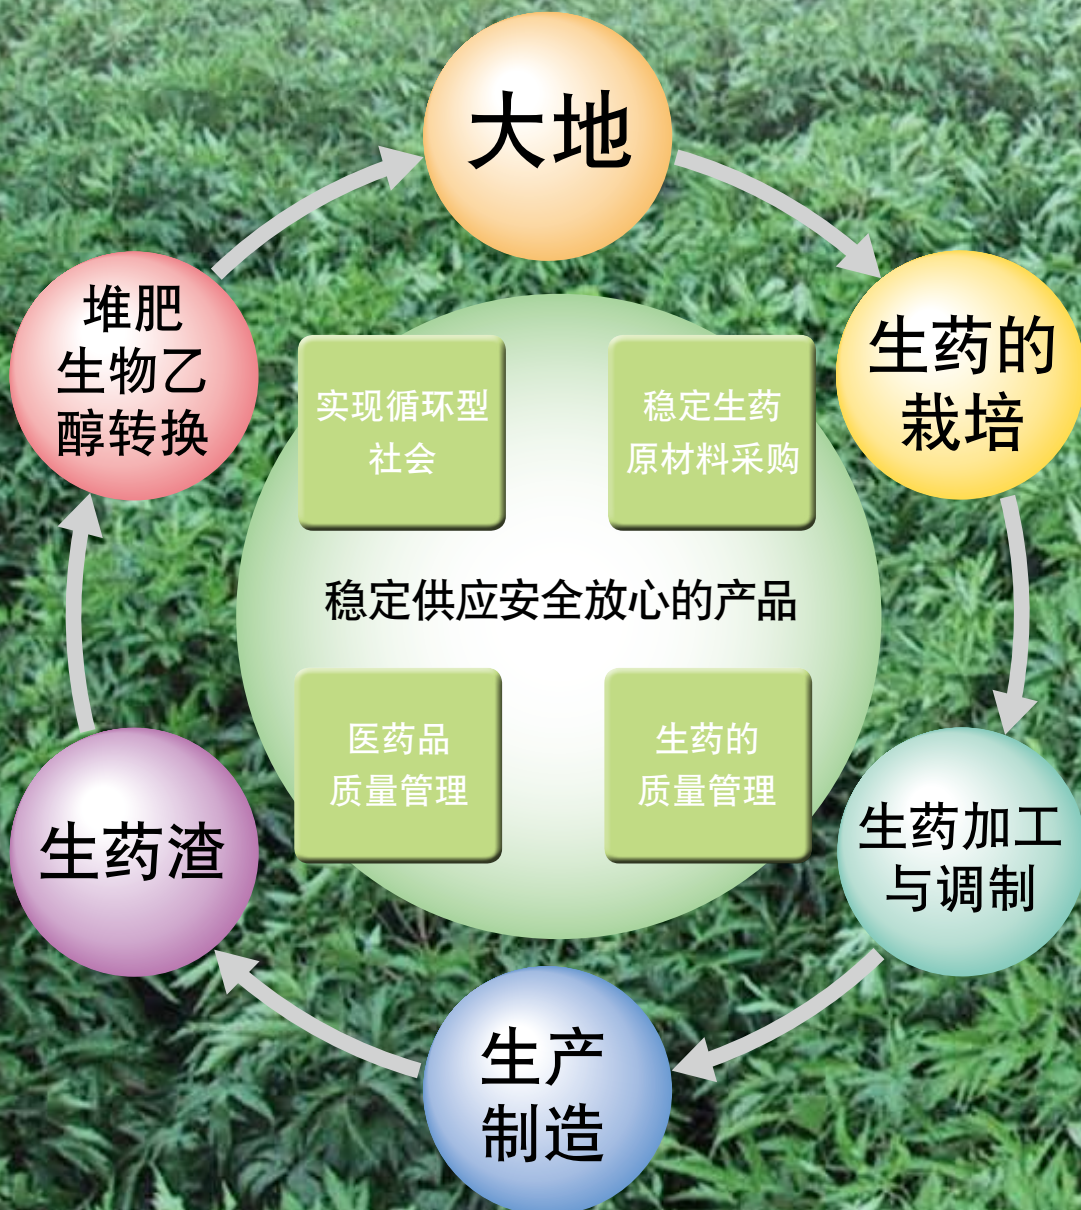 大地
生药的
栽培
生药加工
与调制
生产
制造
生药渣
堆肥
生物乙
醇转换
实现循环型
社会
稳定生药
原材料采购
稳定供应安全放心的产品
医药品
质量管理
生药的
质量管理